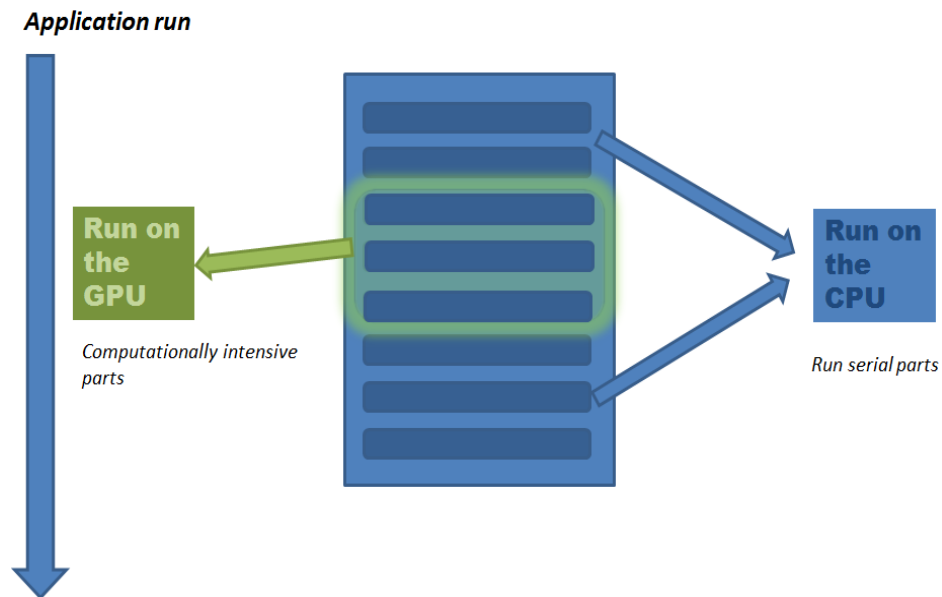 Application run
Run on
the
GPU
Computationally intensive
parts
Run on
the
CPU
Run serial parts